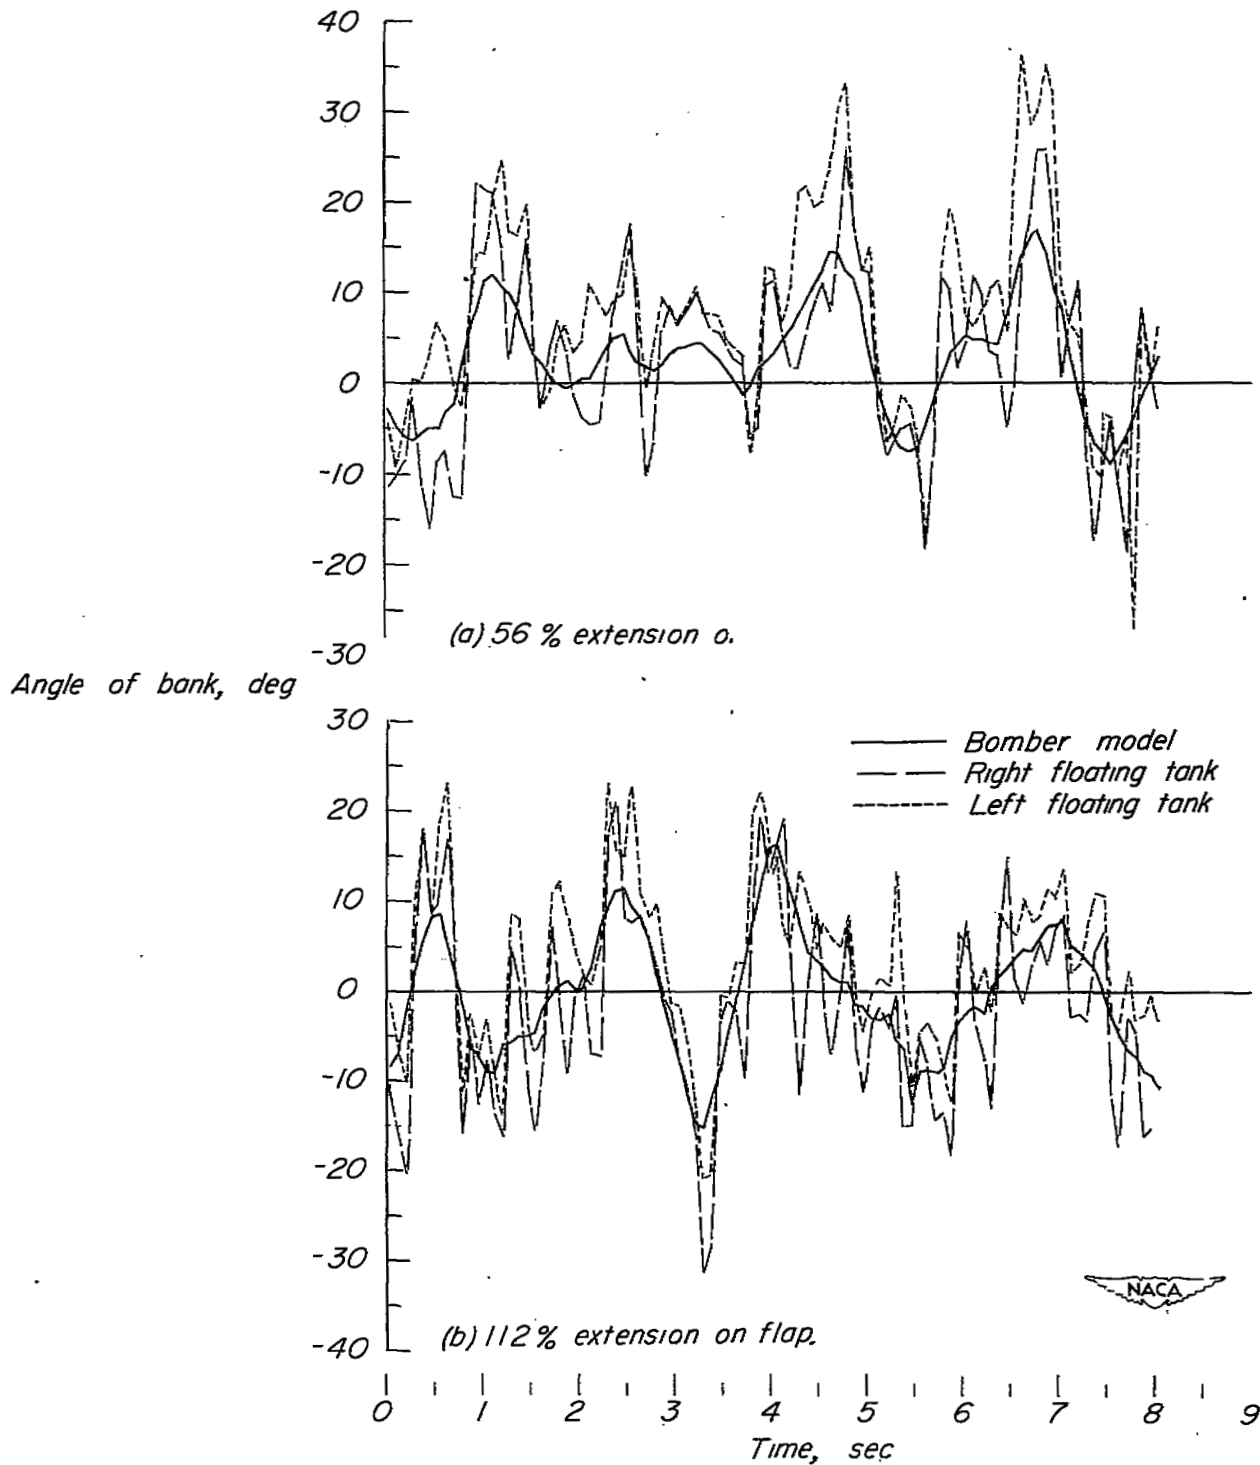 40
30
20
10
0
-10
-20
-30
(a) 56 % extension o.
Angle of bank, deg
30
20
10
0
-10
-20
-30
-40
Bomber model
Right floating tank
Left floating tank
NACA
(b) 112 % extension on flap.
0 1 2 3 4 5 6 7 8 9
Time, sec